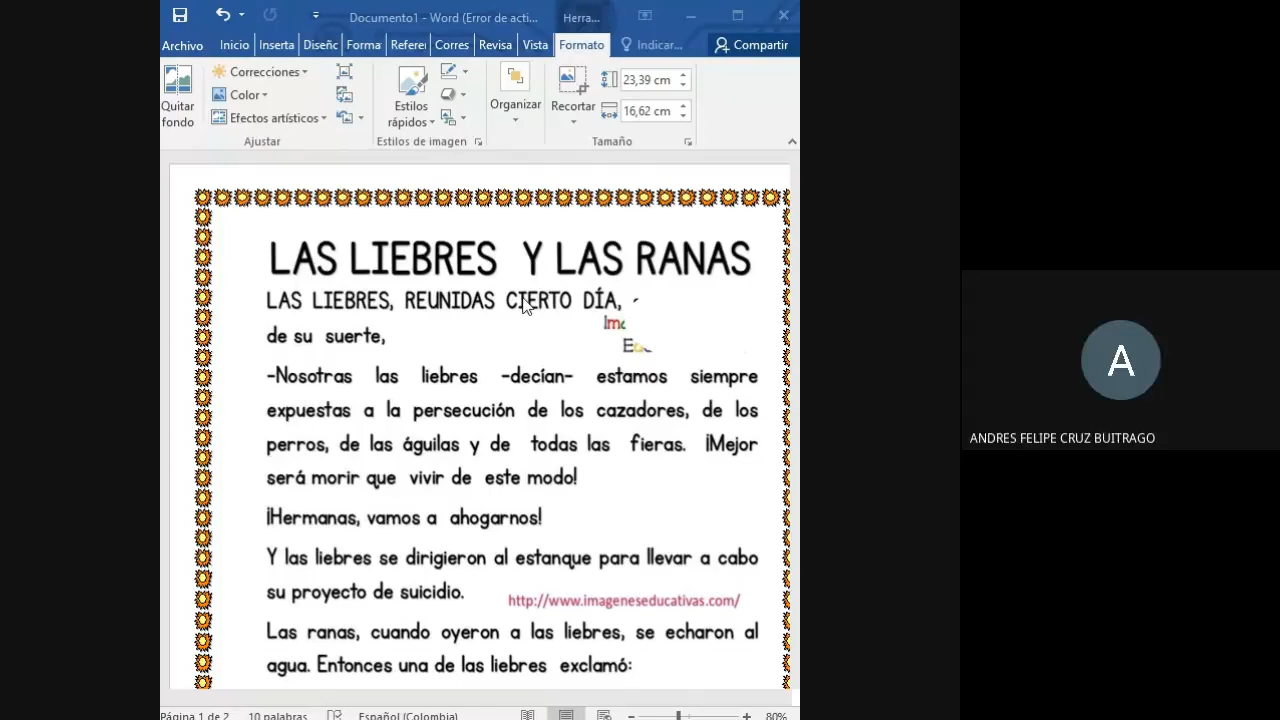 Documento1 - Word (Error de acti...
Herra...
Archivo Inicio Inserta Diseñc Forma Referer Corres Revisa Vista Formato Indicar... Compartir
Quitar fondo
Correcciones
Color
Efectos artísticos
Ajustar
Estilos rápidos
Estilos de imagen
Organizar
Recortar
23,39 cm
16,62 cm
Tamaño
LAS LIEBRES Y LAS RANAS
LAS LIEBRES, REUNIDAS CIERTO DÍA,
de su suerte,
-Nosotras las liebres -decían- estamos siempre
expuestas a la persecución de los cazadores, de los
perros, de las águilas y de todas las fieras. ¡Mejor
será morir que vivir de este modo!
¡Hermanas, vamos a ahogarnos!
Y las liebres se dirigieron al estanque para llevar a cabo
su proyecto de suicidio.
http://www.imageneseducativas.com/
Las ranas, cuando oyeron a las liebres, se echaron al
agua. Entonces una de las liebres exclamó:
Página 1 de 2 10 palabras Español (Colombia) 80%
A
ANDRES FELIPE CRUZ BUITRAGO